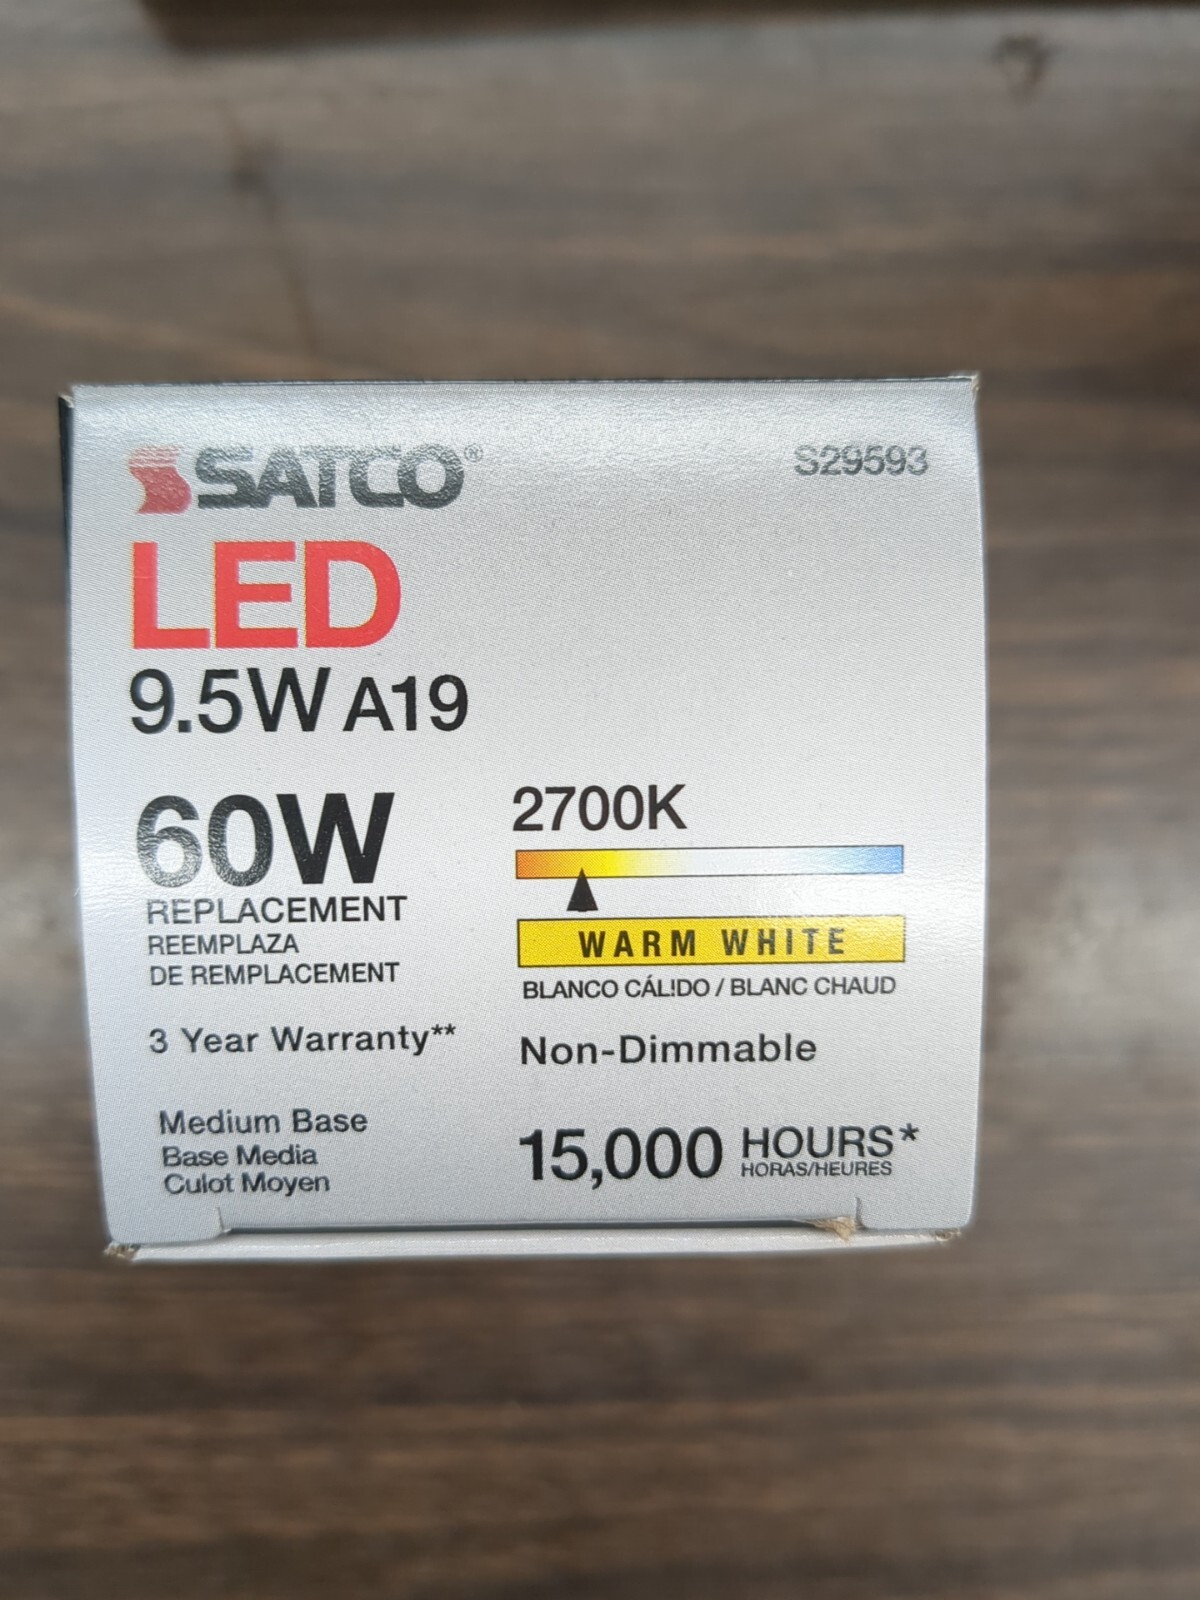 SATCO®
S29593
LED
9.5W A19
60W
REPLACEMENT
REEMPLAZA
DE REMPLACEMENT
2700K
WARM WHITE
BLANCO CÁLIDO / BLANC CHAUD
3 Year Warranty**
Non-Dimmable
Medium Base
Base Media
Culot Moyen
15,000 HOURS*
HORAS/HEURES